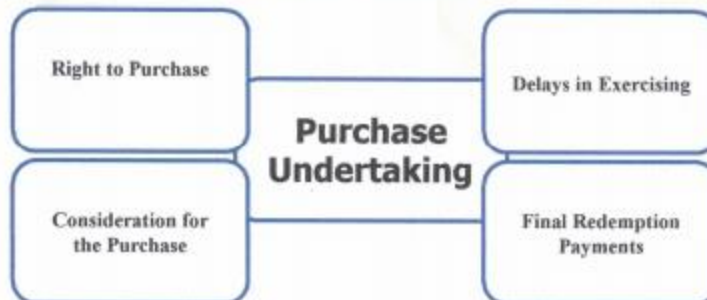 Right to Purchase
Consideration for
the Purchase
Purchase
Undertaking
Delays in Exercising
Final Redemption
Payments